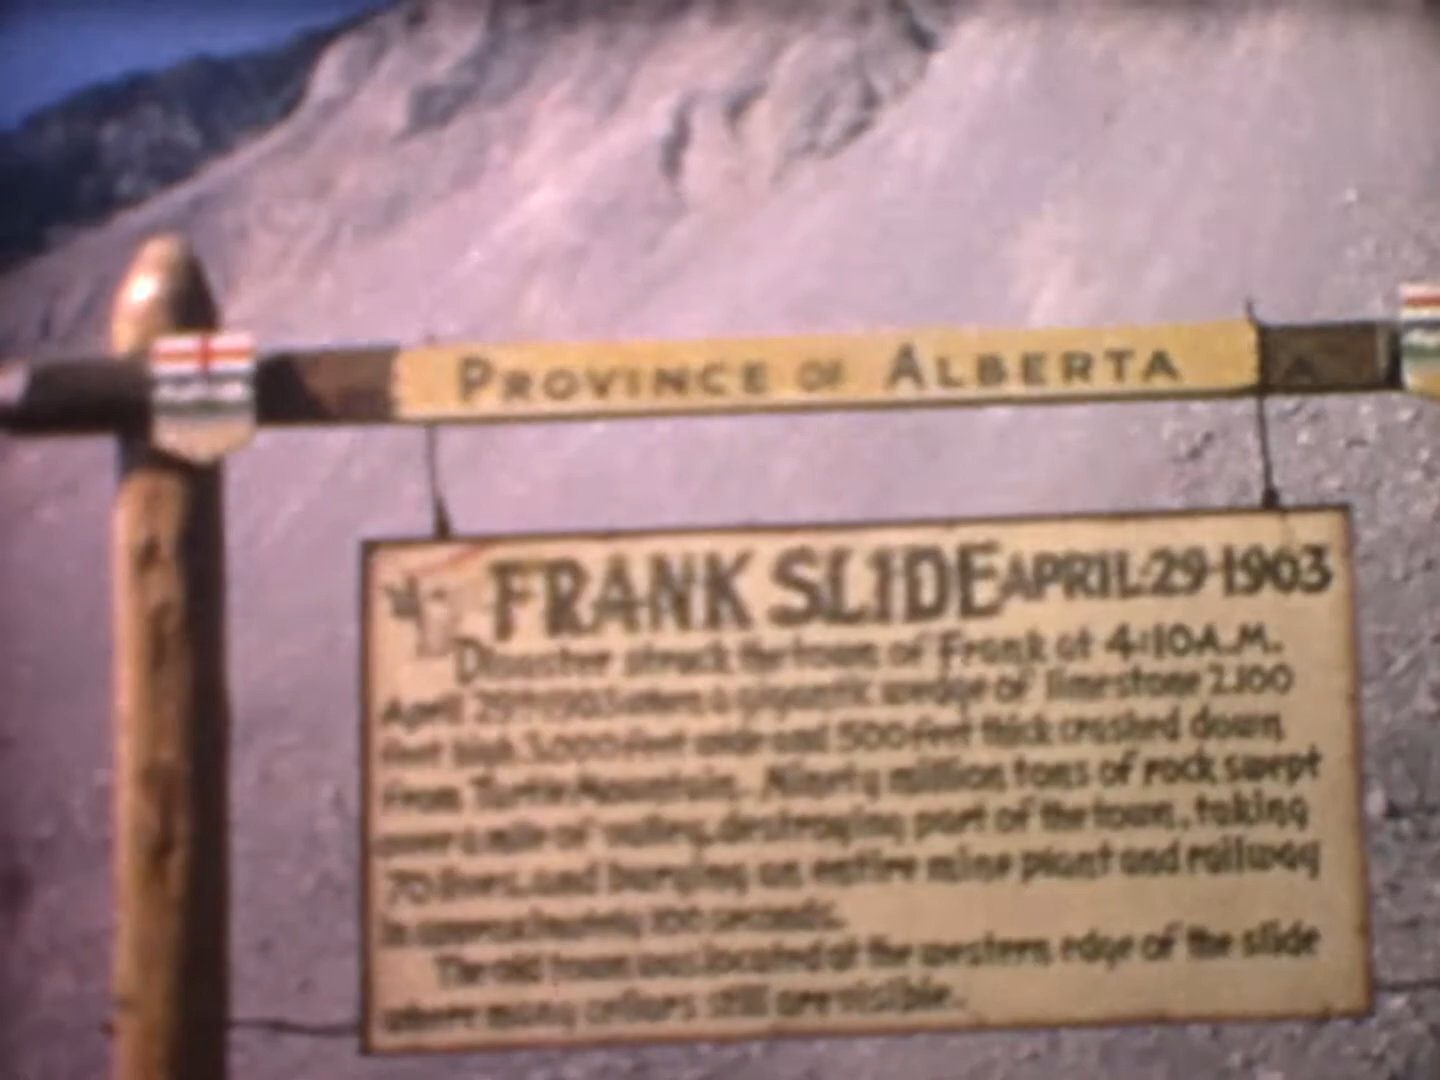 PROVINCE OF ALBERTA
FRANK SLIDE APRIL·29·1903
Disaster struck the town of Frank at 4:10 A.M.
April 29th 1903 when a gigantic wedge of limestone 2,100
feet high, 3,000 feet wide and 500 feet thick crashed down
from Turtle Mountain. Ninety million tons of rock swept
over a mile of valley, destroying part of the town, taking
70 lives, and burying an entire mine plant and railway
in approximately 100 seconds.
The old town was located at the western edge of the slide
where many cellars still are visible.